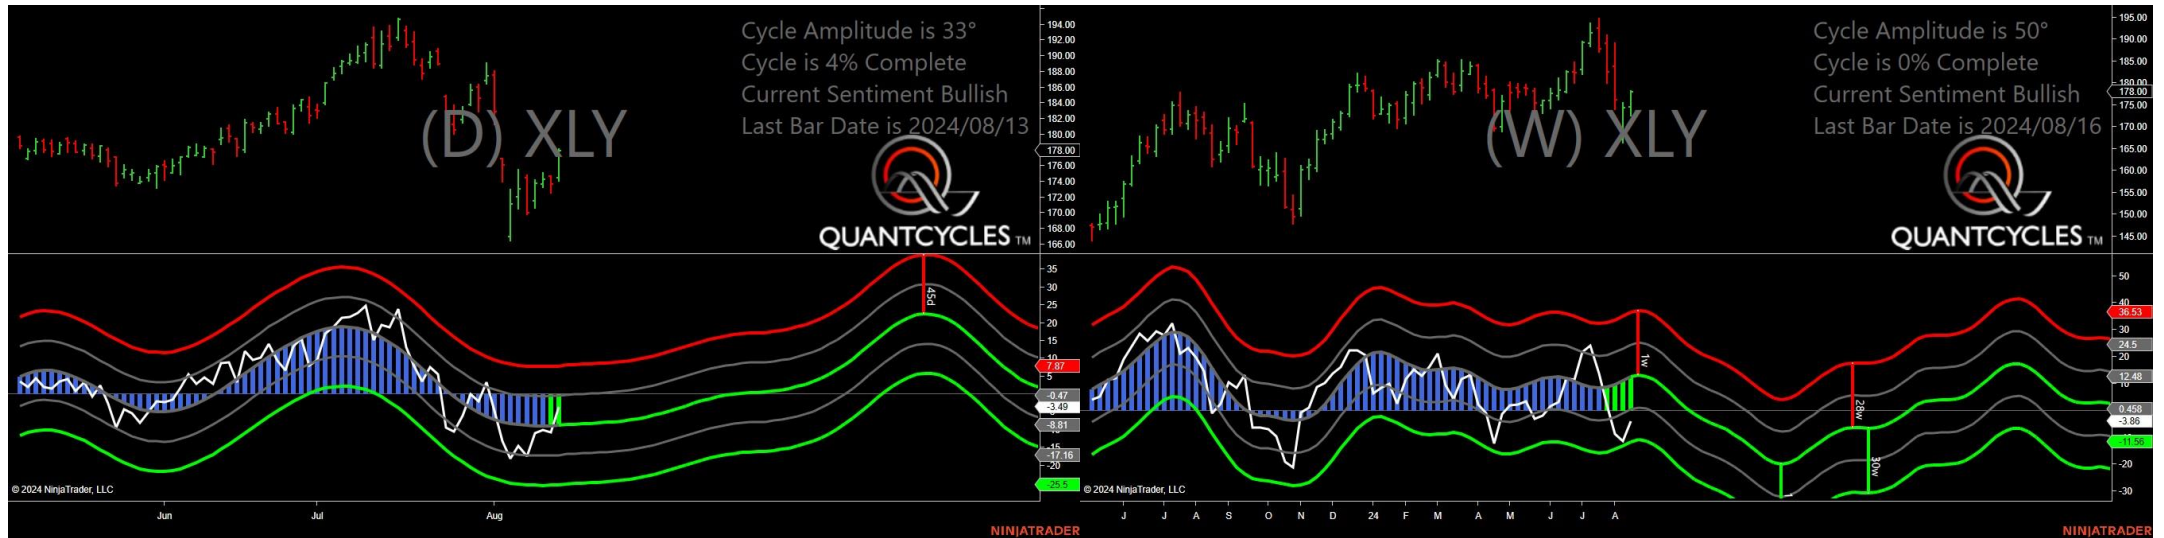 Cycle Amplitude is 33°
Cycle is 4% Complete
Current Sentiment Bullish
Last Bar Date is 2024/08/13
(D) XLY
QUANTCYCLES TM
194.00
192.00
190.00
188.00
186.00
184.00
182.00
180.00
178.00
176.00
174.00
172.00
170.00
168.00
166.00
45d
35
30
25
20
15
10
7.87
5
-0.47
-3.49
-8.81
-15
-17.16
-20
-25.5
© 2024 NinjaTrader, LLC
Jun Jul Aug
NINJATRADER
Cycle Amplitude is 50°
Cycle is 0% Complete
Current Sentiment Bullish
Last Bar Date is 2024/08/16
(W) XLY
QUANTCYCLES TM
195.00
190.00
185.00
180.00
178.00
175.00
170.00
165.00
160.00
155.00
150.00
145.00
1w
28w
30w
50
40
36.53
30
24.5
20
12.48
10
0.458
-3.86
-11.56
-20
-30
© 2024 NinjaTrader, LLC
J J A S O N D 24 F M A M J J A
NINJATRADER